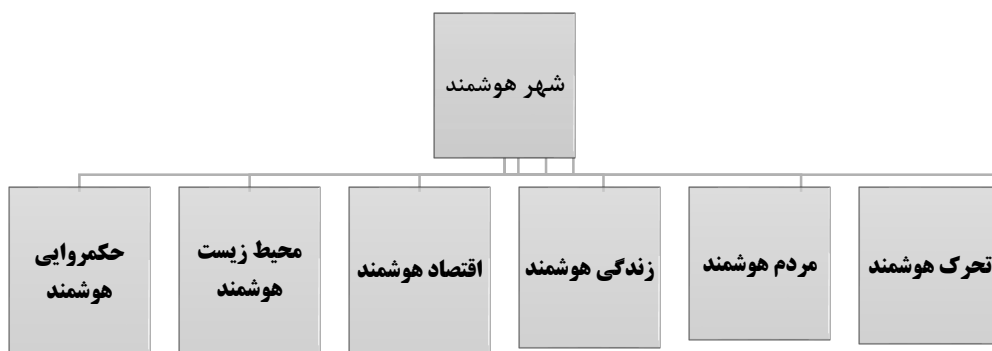 شهر هوشمند
تحرک هوشمند
مردم هوشمند
زندگی هوشمند
اقتصاد هوشمند
محیط زیست
هوشمند
حکمروایی
هوشمند